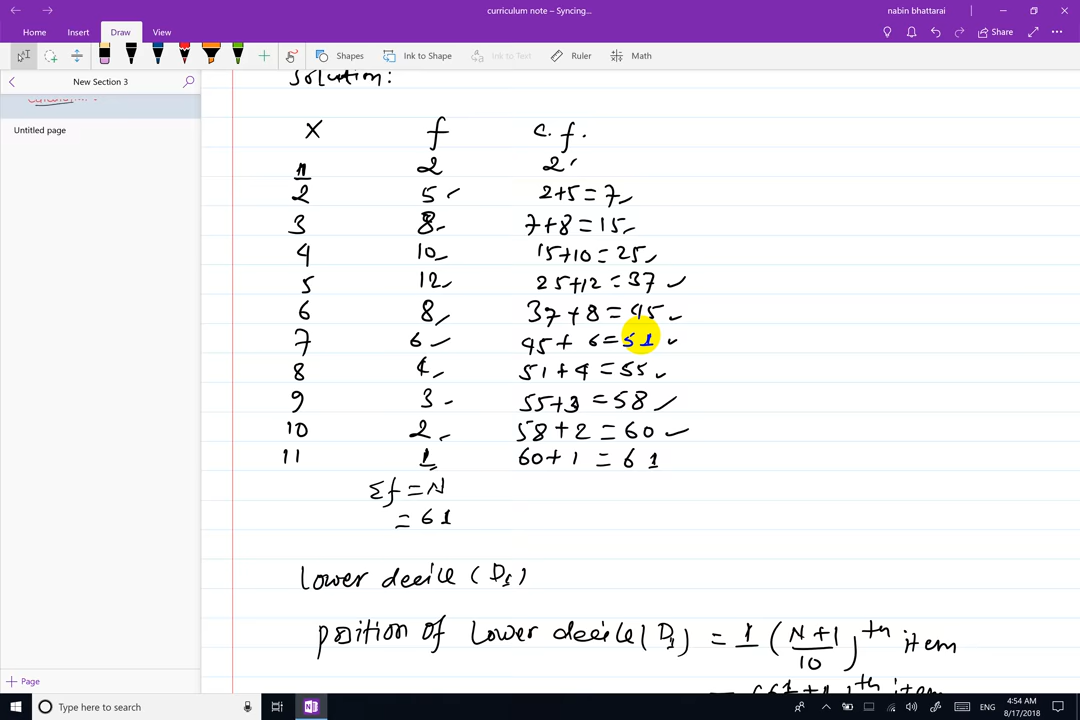 curriculum note – Syncing...
nabin bhattarai
Home Insert Draw View
Share
Shapes Ink to Shape Ink to Text Ruler Math
New Section 3
Untitled page
Solution:
X f c. f.
1 2 2
2 5 2+5=7
3 8 7+8=15
4 10 15+10=25
5 12 25+12=37
6 8 37+8=45
7 6 45+6=51
8 4 51+4=55
9 3 55+3=58
10 2 58+2=60
11 1 60+1=61
Σf=N
=61
lower decile (D₁)
position of lower decile (D₁) = 1 (N+1/10)th item
th item
+ Page
Type here to search
ENG
4:54 AM
8/17/2018